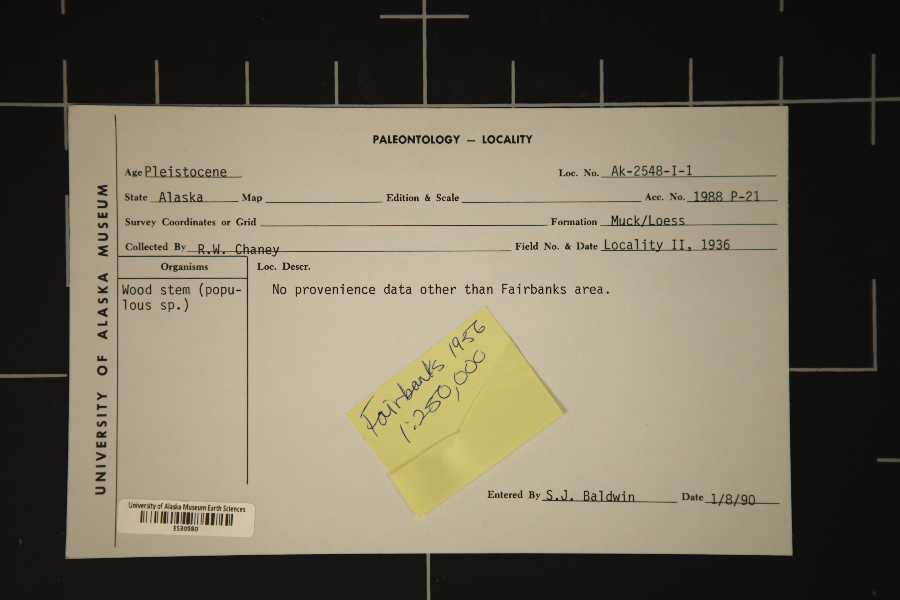 PALEONTOLOGY — LOCALITY
Age Pleistocene Loc. No. Ak-2548-I-1
State Alaska Map Edition & Scale Acc. No. 1988 P-21
Survey Coordinates or Grid Formation Muck/Loess
Collected By R.W. Chaney Field No. & Date Locality II, 1936
Organisms Loc. Descr.
Wood stem (popu-
lous sp.)
No provenience data other than Fairbanks area.
Fairbanks 1956
1:250,000
Entered By S.J. Baldwin Date 1/8/90
University of Alaska Museum Earth Sciences
ES30980
UNIVERSITY OF ALASKA MUSEUM